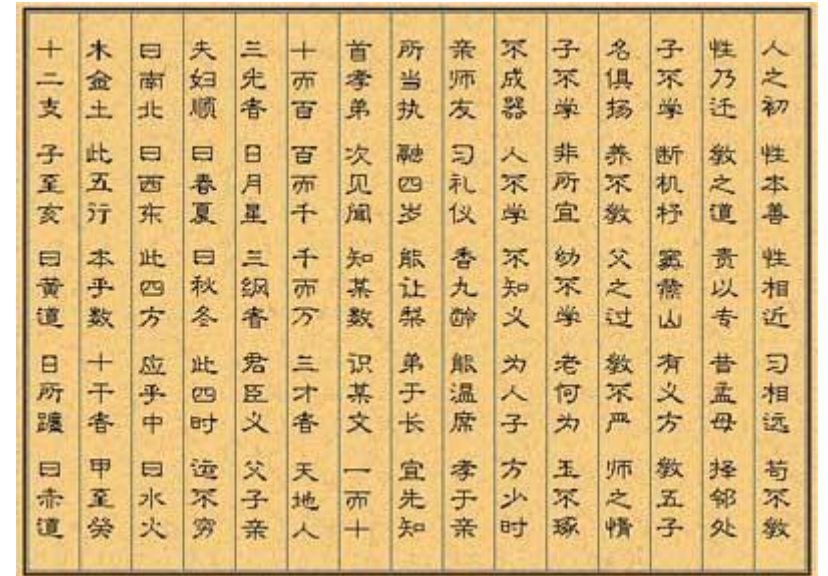 人之初 性本善 性相近 习相远 苟不教
性乃迁 教之道 贵以专 昔孟母 择邻处
子不学 断机杼 窦燕山 有义方 教五子
名俱扬 养不教 父之过 教不严 师之惰
子不学 非所宜 幼不学 老何为 玉不琢
不成器 人不学 不知义 为人子 方少时
亲师友 习礼仪 香九龄 能温席 孝于亲
所当执 融四岁 能让梨 弟于长 宜先知
首孝弟 次见闻 知某数 识某文 一而十
十而百 百而千 千而万 三才者 天地人
三光者 日月星 三纲者 君臣义 父子亲
夫妇顺 曰春夏 曰秋冬 此四时 运不穷
曰南北 曰西东 此四方 应乎中 曰水火
木金土 此五行 本乎数 十干者 甲至癸
十二支 子至亥 曰黄道 日所躔 曰赤道